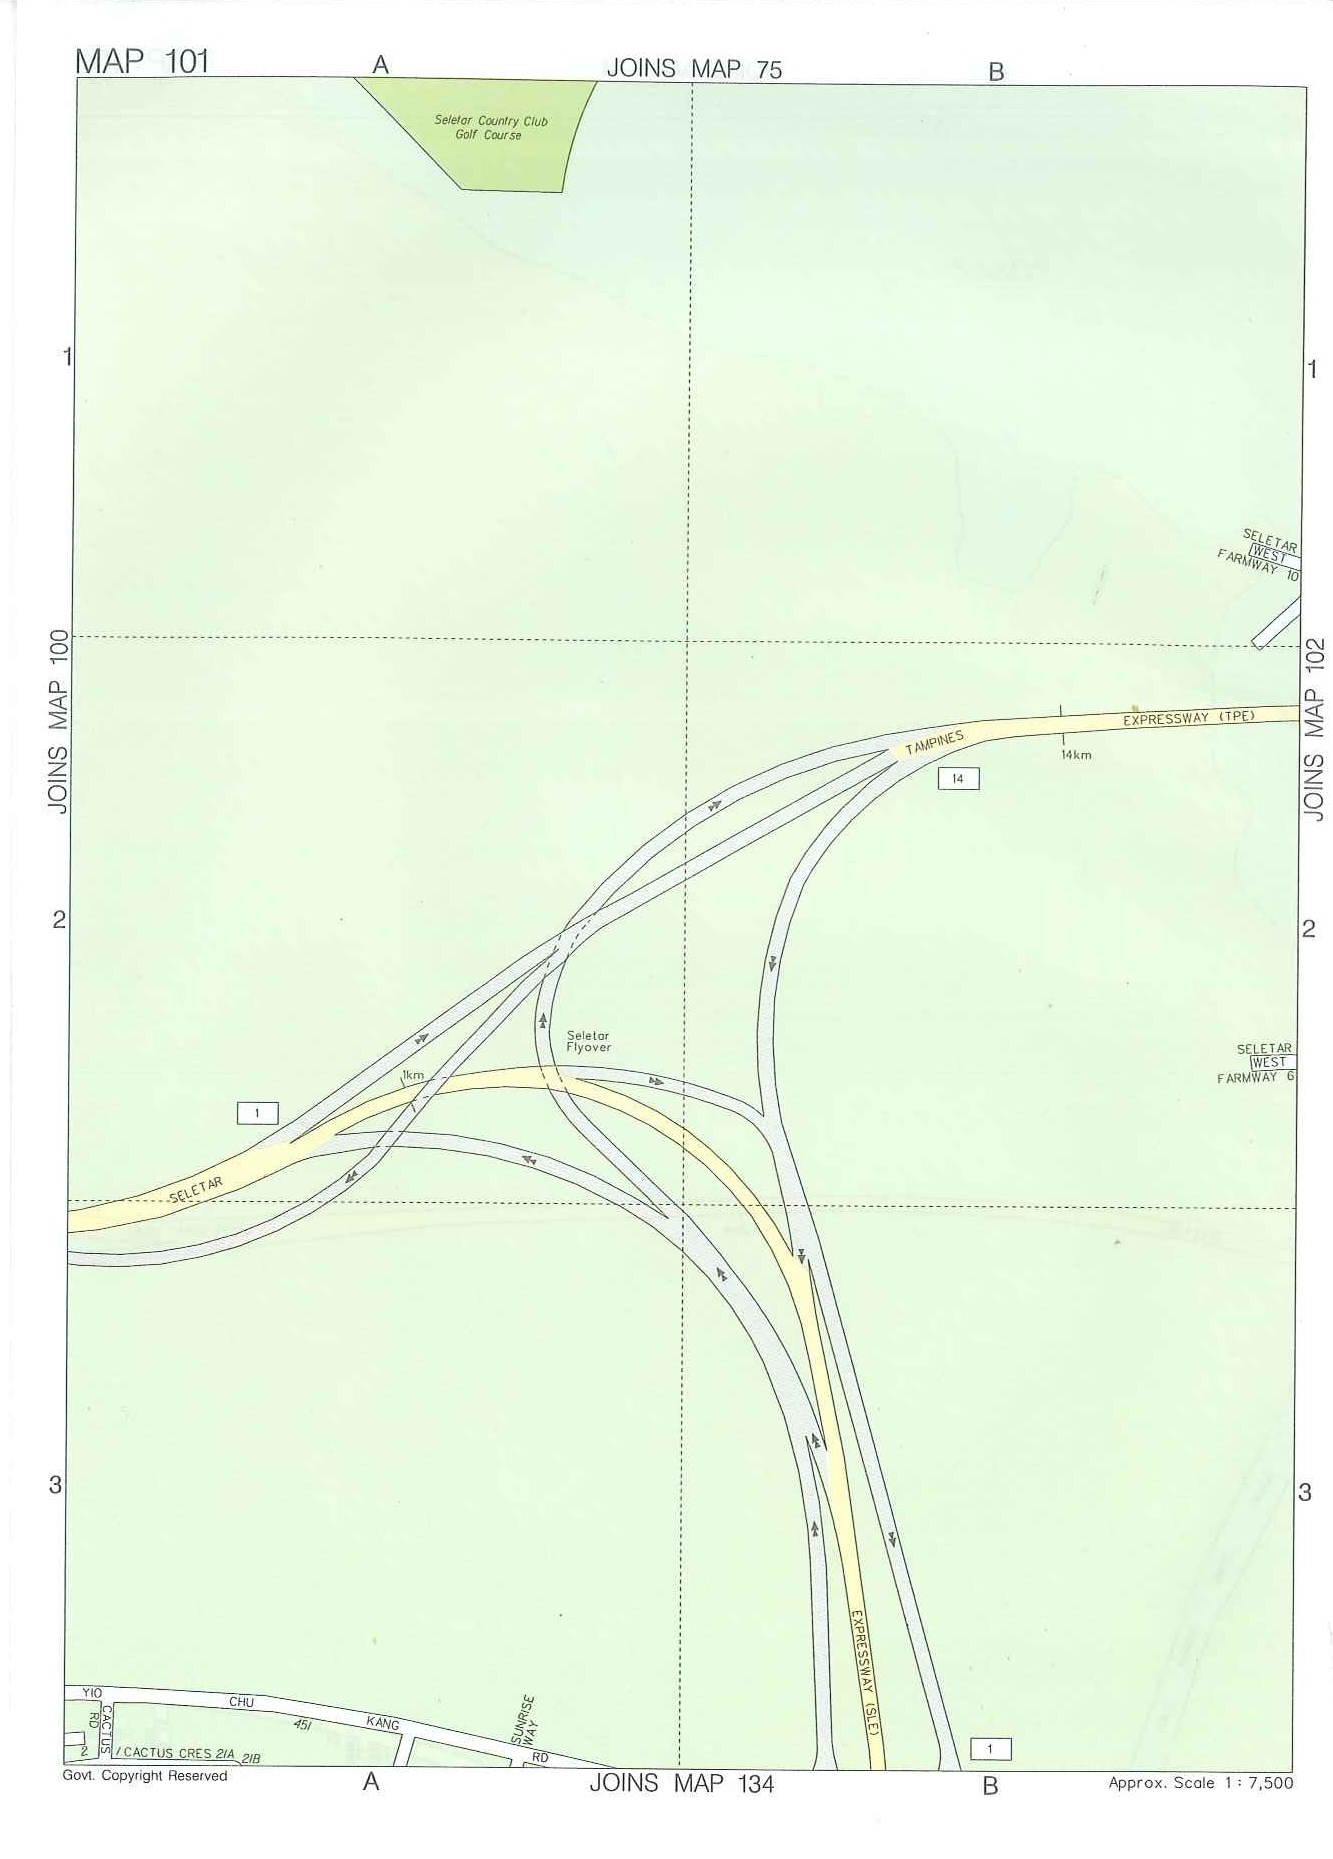 MAP 101
A
JOINS MAP 75
B
Seletar Country Club
Golf Course
1
1
SELETAR
WEST
FARMWAY 10
JOINS MAP 100
JOINS MAP 102
EXPRESSWAY (TPE)
TAMPINES
14km
14
2
2
Seletar
Flyover
SELETAR
WEST
FARMWAY 6
1km
1
SELETAR
3
3
EXPRESSWAY (SLE)
YIO
CHU
KANG
RD
451
SUNRISE
WAY
CACTUS
RD
2
1
CACTUS CRES 21A
21B
1
Govt. Copyright Reserved
A
JOINS MAP 134
B
Approx. Scale 1 : 7,500